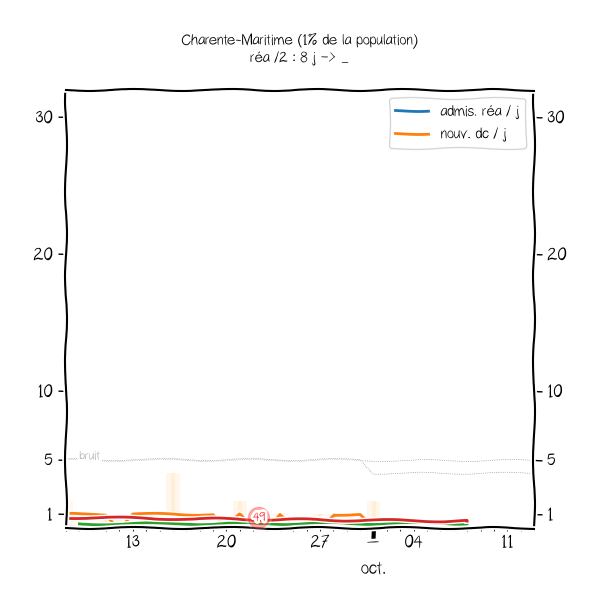 Charente-Maritime (1% de la population)
réa /2 : 8 j -> _
admis. réa / j
nouv. dc / j
30 30
20 20
10 10
5 bruit 5
1 49 1
13 20 27 04 11
oct.